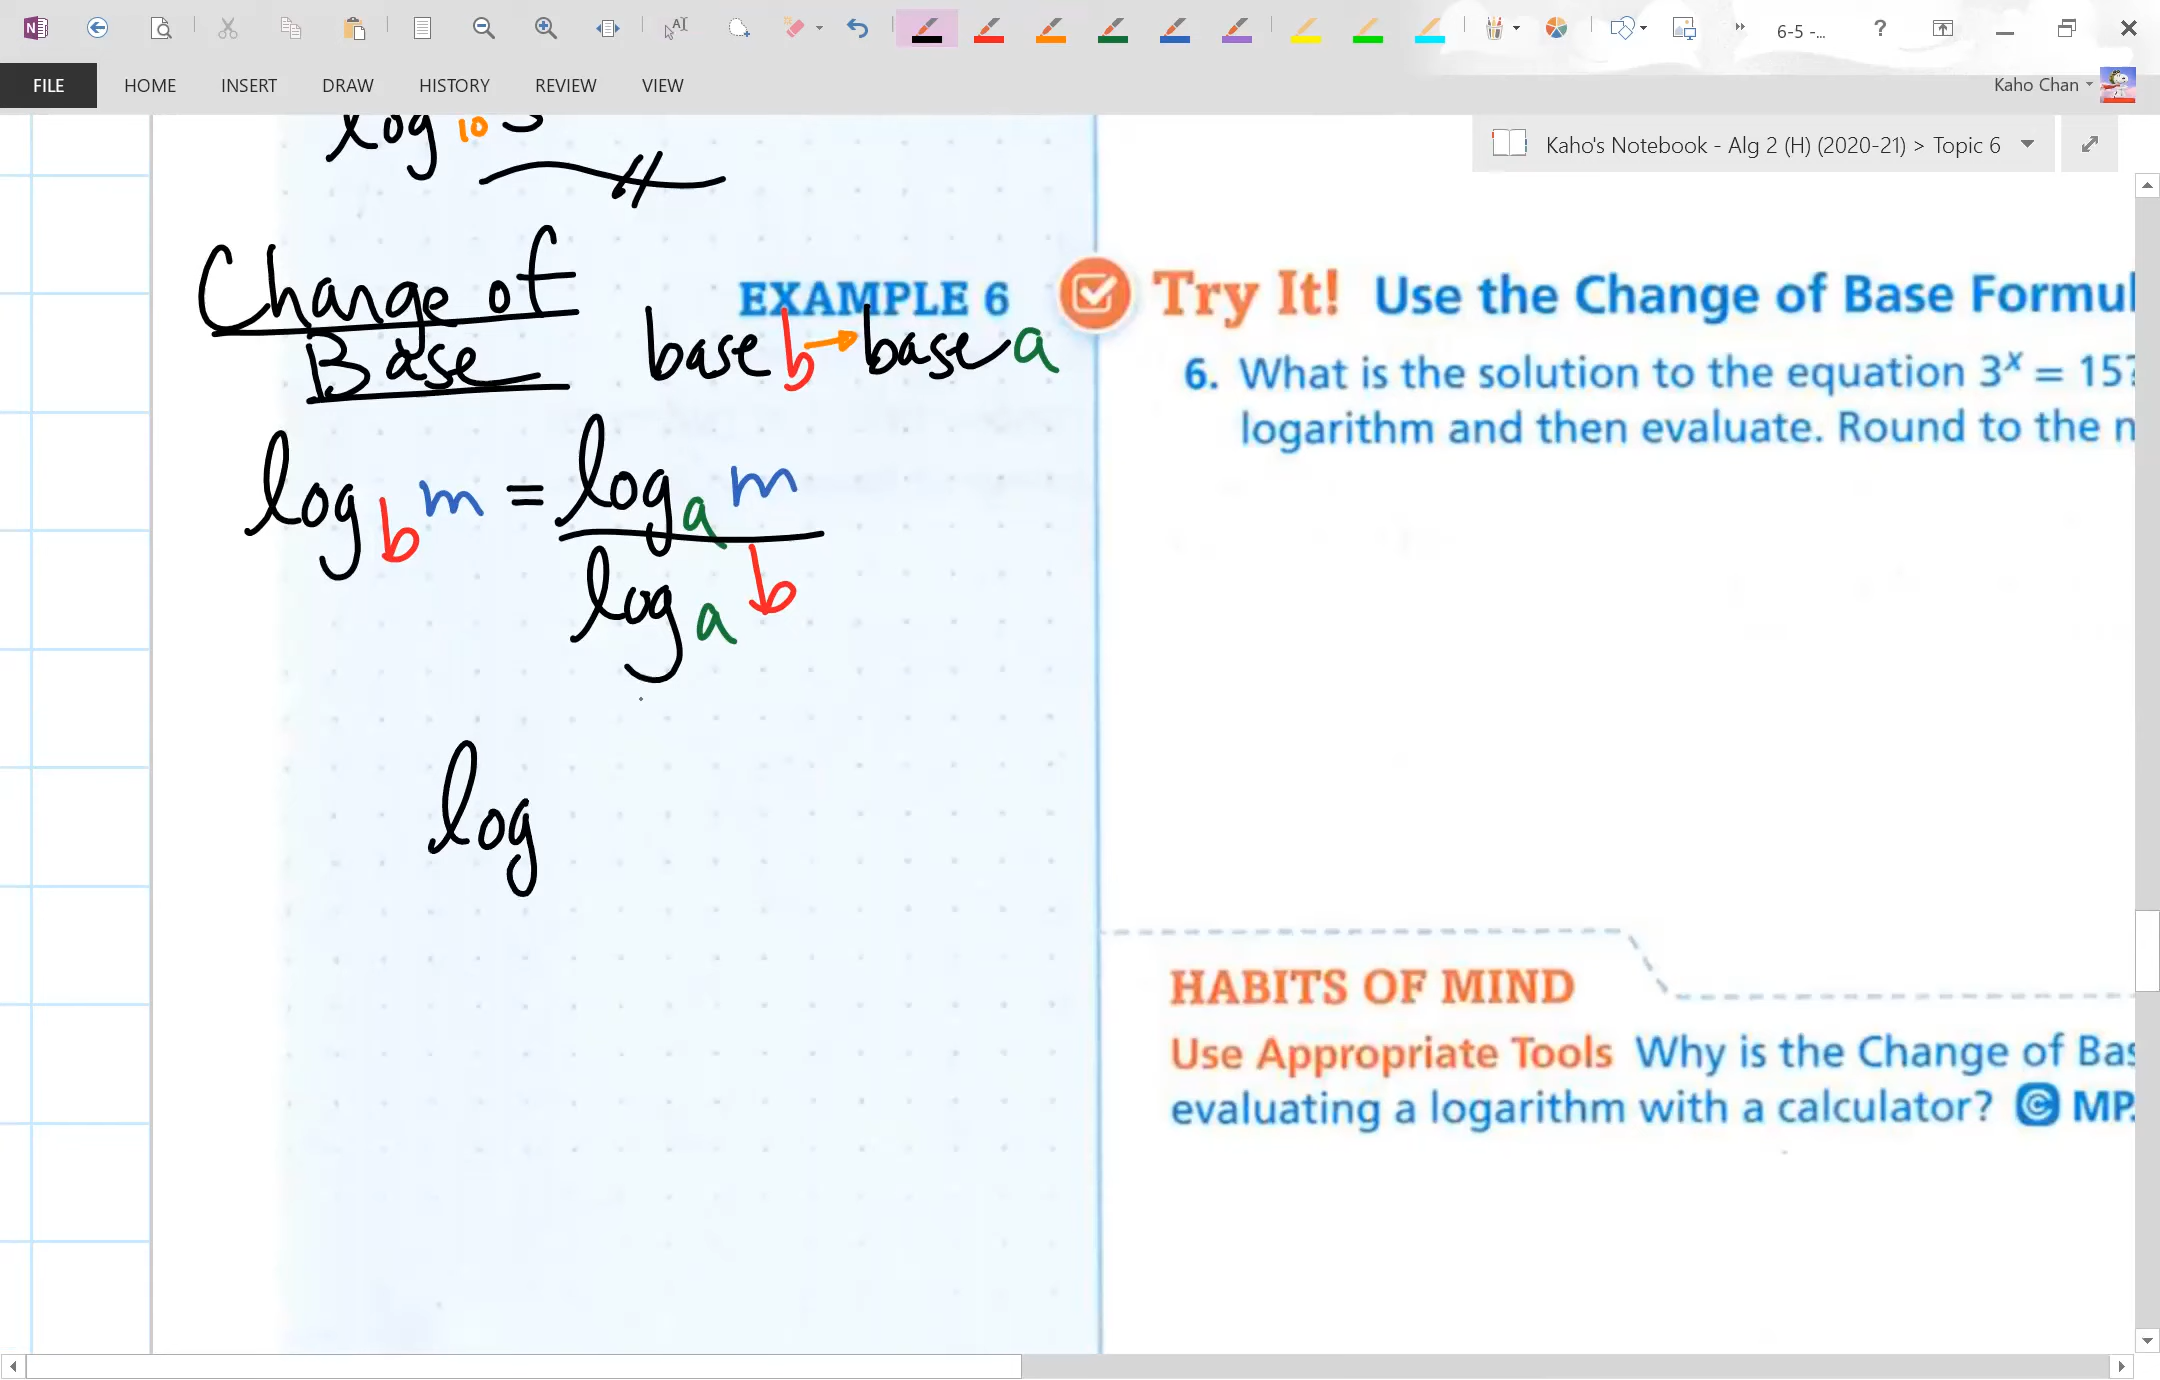 6-5 -...
?
FILE HOME INSERT DRAW HISTORY REVIEW VIEW
Kaho Chan
Kaho's Notebook - Alg 2 (H) (2020-21) > Topic 6
log 10
Change of
Base
base b → base a
log b m = log a m
log a b
log
EXAMPLE 6
Try It! Use the Change of Base Formul
6. What is the solution to the equation 3^x = 15?
logarithm and then evaluate. Round to the n
HABITS OF MIND
Use Appropriate Tools Why is the Change of Bas
evaluating a logarithm with a calculator? © MP.